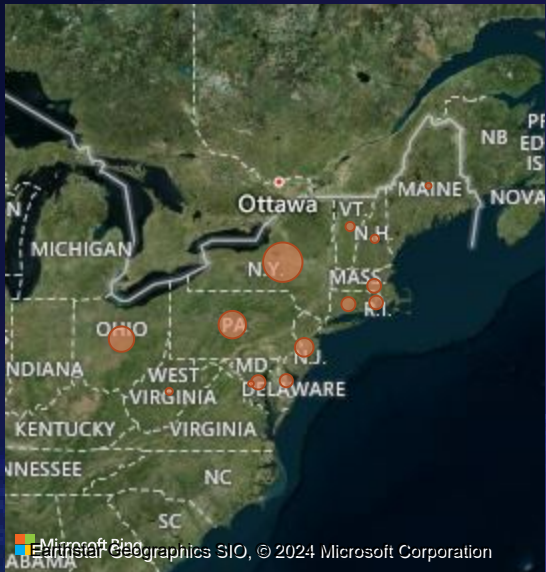 NB
PE
ED
IS
N
MAINE
NOVA
Ottawa
VT.
N.H.
MICHIGAN
N.Y.
MASS.
R.I.
OHIO
PA.
N.J.
NDIANA
WEST
VIRGINIA
MD.
DELAWARE
KENTUCKY
VIRGINIA
NNESSEE
NC
SC
Microsoft Bing
Earthstar Geographics SIO, © 2024 Microsoft Corporation
ABAMA